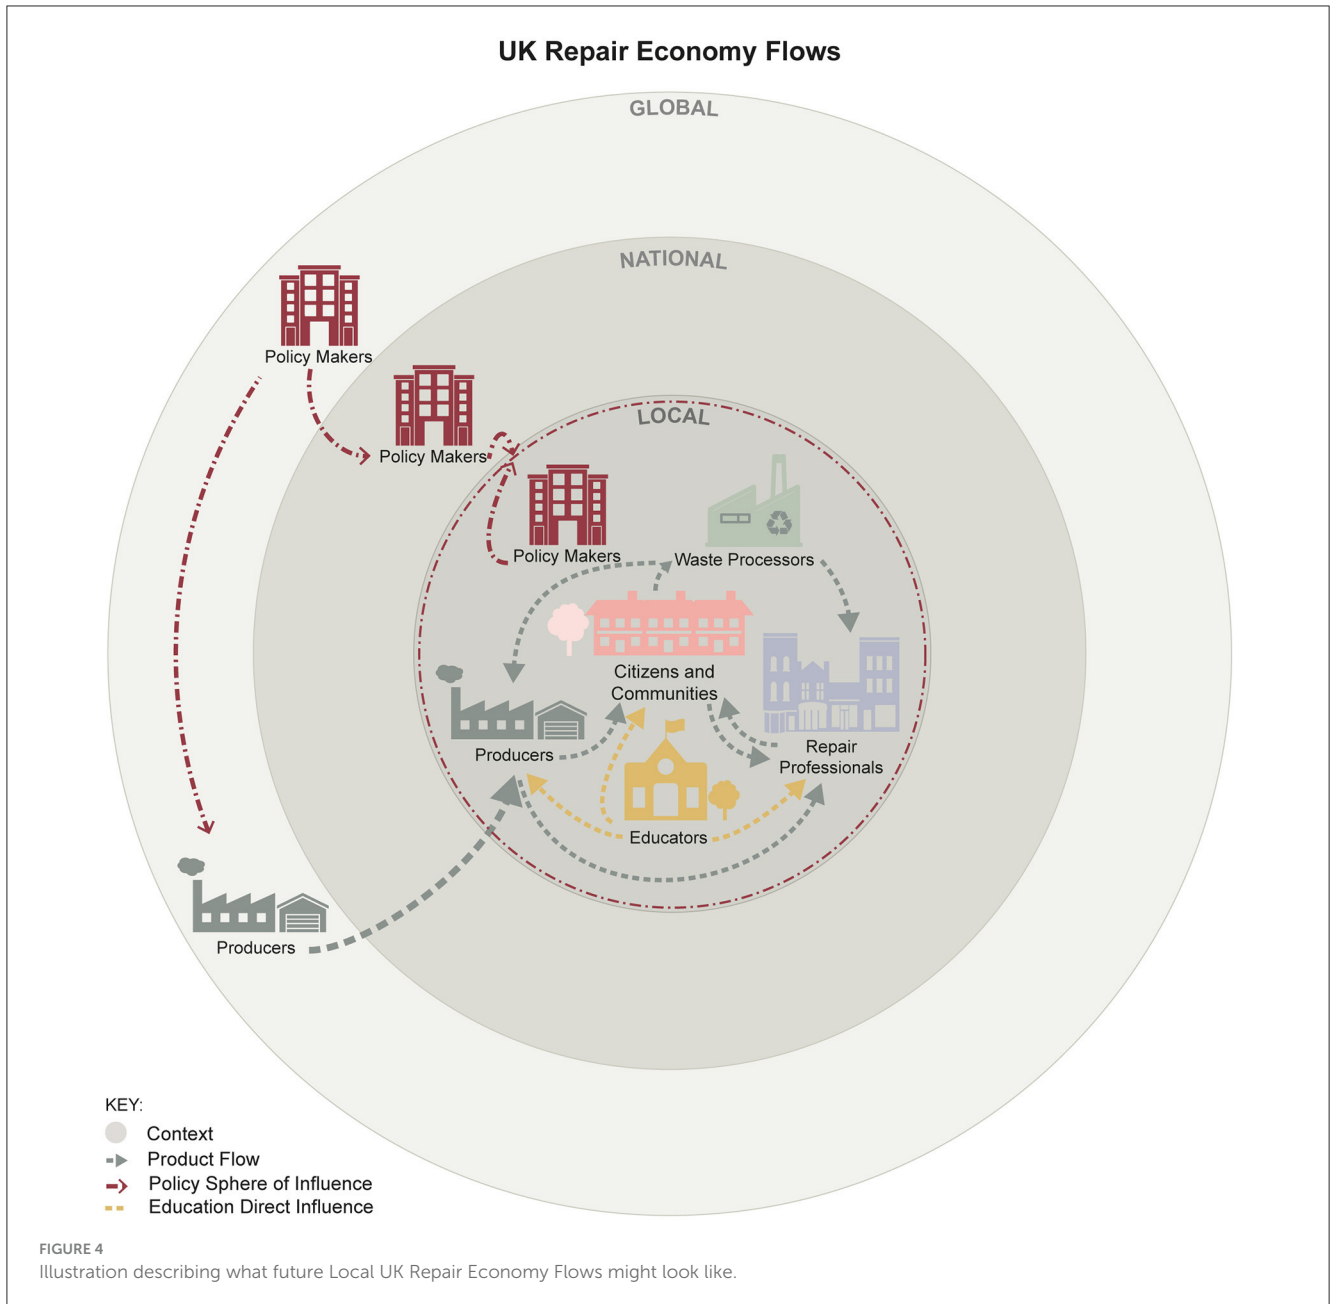 UK Repair Economy Flows
GLOBAL
NATIONAL
Policy Makers
LOCAL
Policy Makers
Policy Makers
Waste Processors
Citizens and
Communities
Producers
Repair
Professionals
Educators
Producers
KEY:
Context
Product Flow
Policy Sphere of Influence
Education Direct Influence
FIGURE 4
Illustration describing what future Local UK Repair Economy Flows might look like.